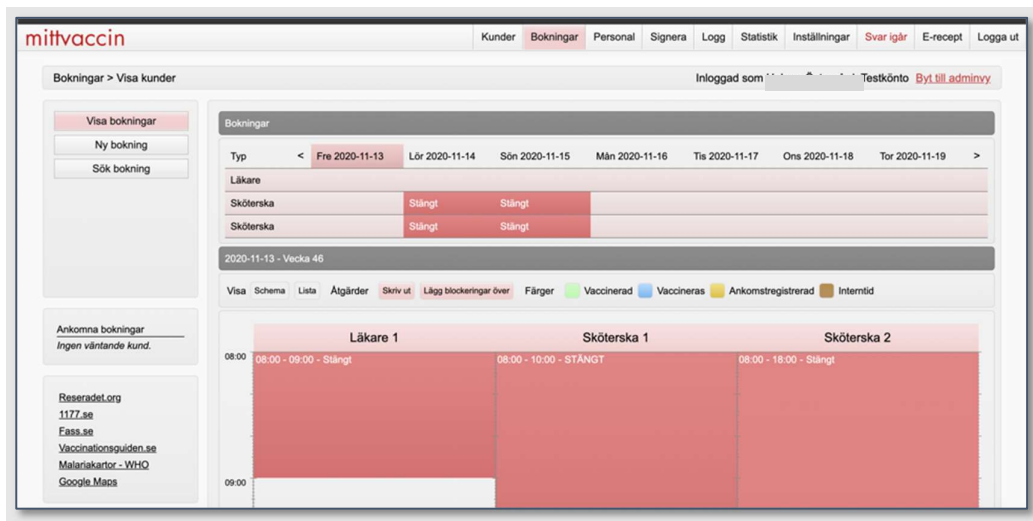 mittvaccin
Kunder Bokningar Personal Signera Logg Statistik Inställningar Svar igår E-recept Logga ut
Bokningar > Visa kunder
Inloggad som Testkönto Byt till adminvy
Visa bokningar
Ny bokning
Sök bokning
Bokningar
Typ < Fre 2020-11-13 Lör 2020-11-14 Sön 2020-11-15 Mån 2020-11-16 Tis 2020-11-17 Ons 2020-11-18 Tor 2020-11-19 >
Läkare
Sköterska Stängt Stängt
Sköterska Stängt Stängt
2020-11-13 - Vecka 46
Visa Schema Lista Åtgärder Skriv ut Lägg blockeringar över Färger Vaccinerad Vaccineras Ankomstregistrerad Interntid
Ankomna bokningar
Ingen väntande kund.
Reseradet.org
1177.se
Fass.se
Vaccinationsguiden.se
Malariakartor - WHO
Google Maps
Läkare 1 Sköterska 1 Sköterska 2
08:00 08:00 - 09:00 - Stängt 08:00 - 10:00 - STÄNGT 08:00 - 18:00 - Stängt
09:00